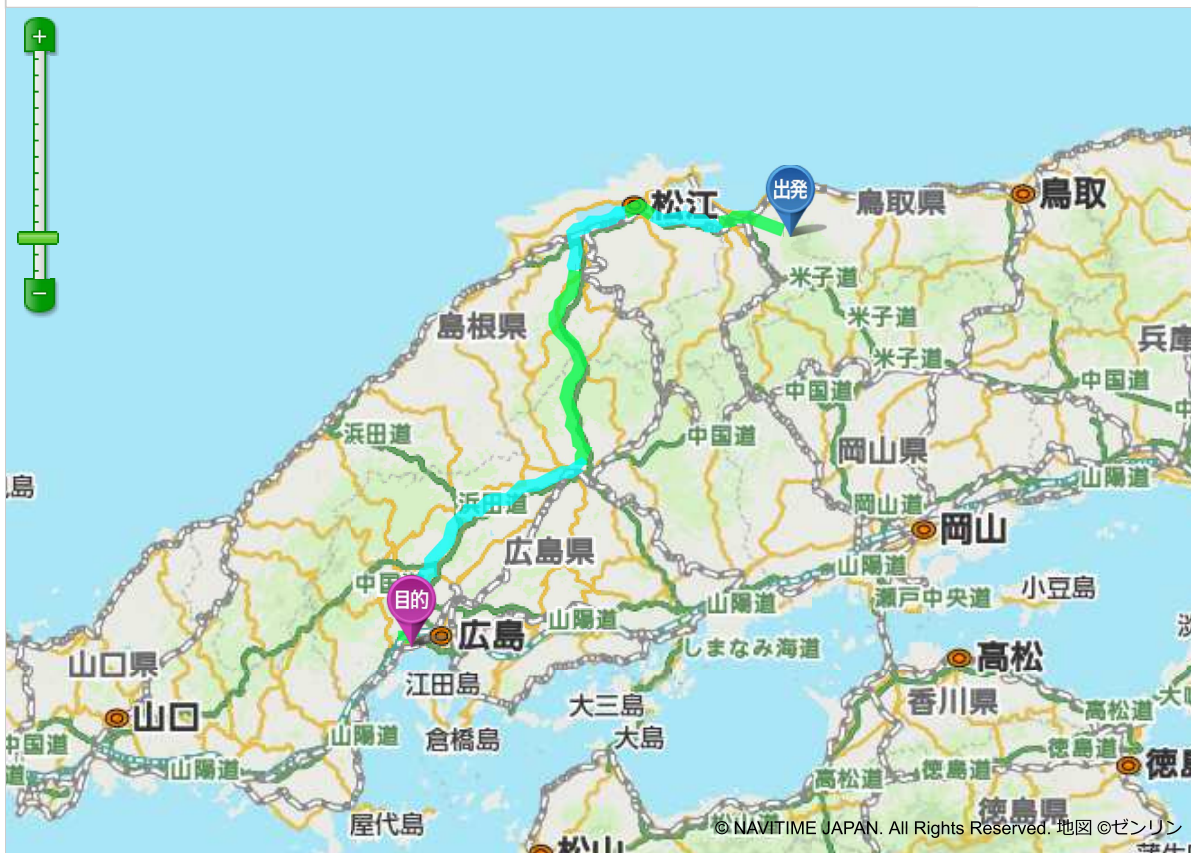 +
出発
鳥取
松江
鳥取県
米子道
米子道
島根県
兵庫
米子道
中国道
中国道
浜田道
中国道
岡山県
山陽道
島
浜田道
岡山道
岡山
広島県
山陽道
中国道
小豆島
目的
瀬戸中央道
山陽道
山陽道
広島
しまなみ海道
高松
山口県
江田島
香川県
大三島
高松道
山口
山陽道
倉橋島
大島
中国道
徳島道
徳島
山陽道
道
高松道
徳島道
屋代島
徳島県
© NAVITIME JAPAN. All Rights Reserved. 地図 ©ゼンリン
松山